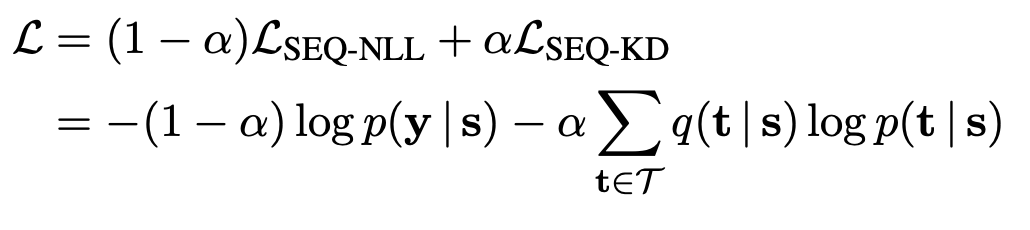 ℒ = (1 − α)ℒ_SEQ-NLL + αℒ_SEQ-KD
= −(1 − α) log p(𝐲 | 𝐬) − α ∑_{𝐭∈𝒯} q(𝐭 | 𝐬) log p(𝐭 | 𝐬)